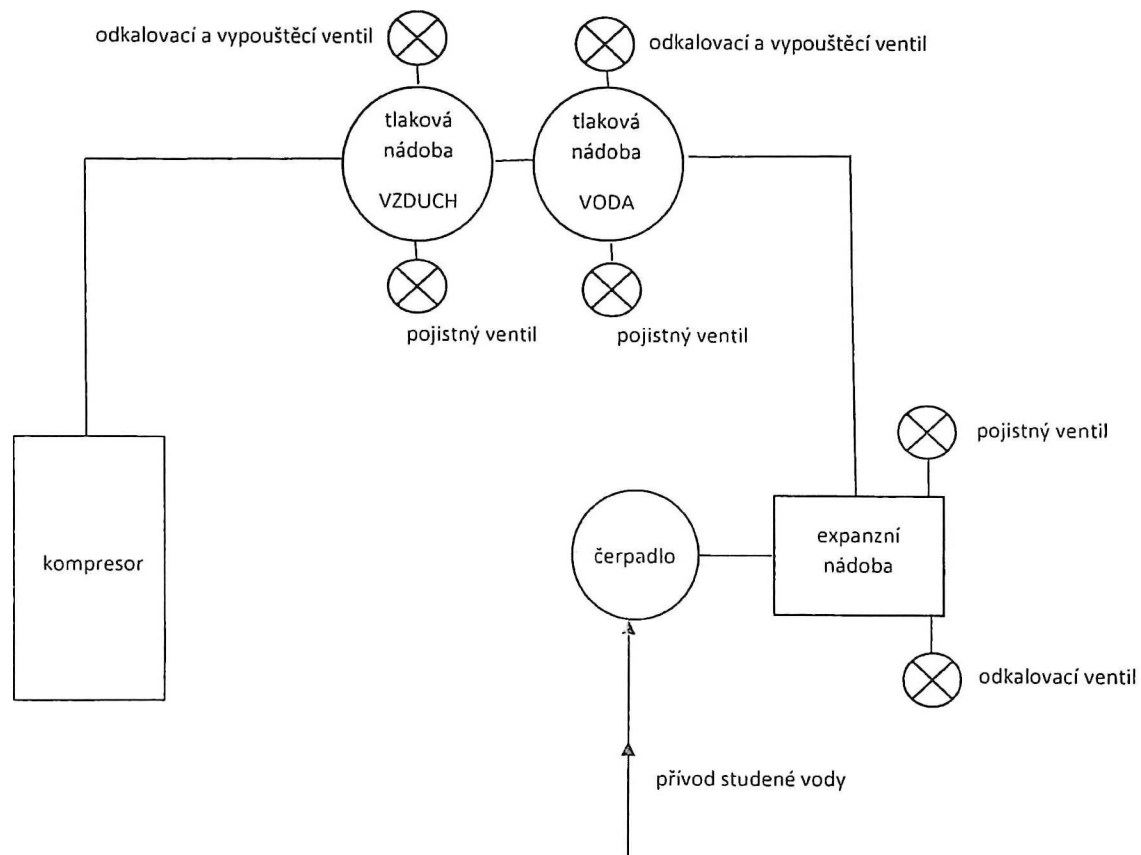 odkalovací a vypouštěcí ventil
odkalovací a vypouštěcí ventil
tlaková
nádoba
VZDUCH
tlaková
nádoba
VODA
pojistný ventil
pojistný ventil
pojistný ventil
kompresor
čerpadlo
expanzní
nádoba
odkalovací ventil
přívod studené vody